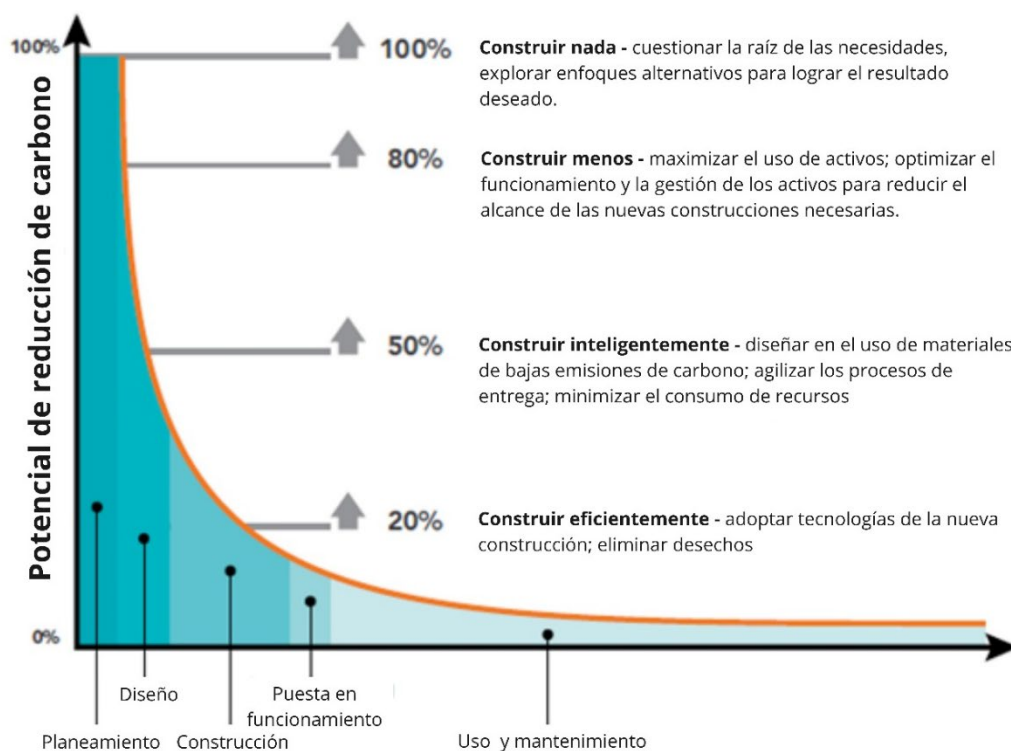 Potencial de reducción de carbono
100%
0%
100%
Construir nada - cuestionar la raíz de las necesidades,
explorar enfoques alternativos para lograr el resultado
deseado.
80%
Construir menos - maximizar el uso de activos; optimizar el
funcionamiento y la gestión de los activos para reducir el
alcance de las nuevas construcciones necesarias.
50%
Construir inteligentemente - diseñar en el uso de materiales
de bajas emisiones de carbono; agilizar los procesos de
entrega; minimizar el consumo de recursos
20%
Construir eficientemente - adoptar tecnologías de la nueva
construcción; eliminar desechos
Planeamiento
Diseño
Construcción
Puesta en
funcionamiento
Uso y mantenimiento